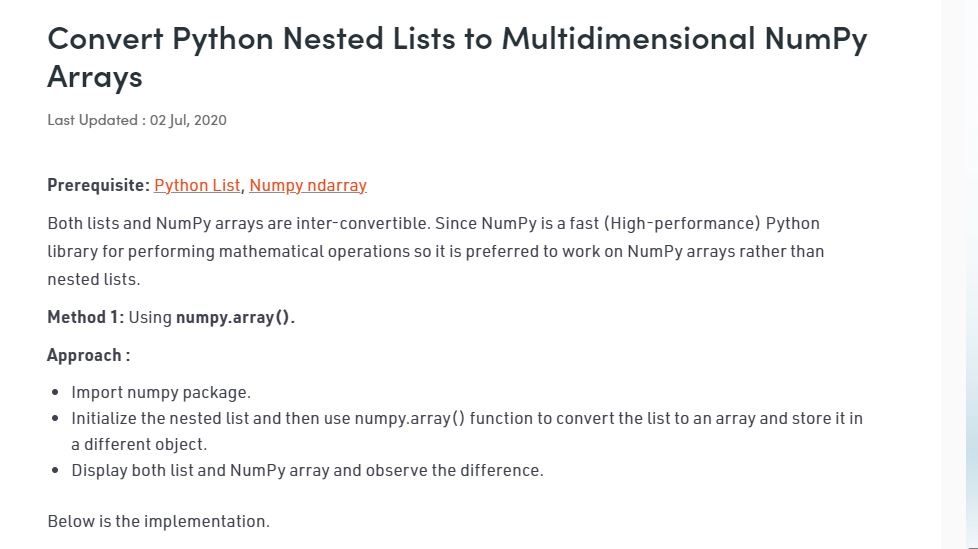 Convert Python Nested Lists to Multidimensional NumPy
Arrays
Last Updated : 02 Jul, 2020
Prerequisite: Python List, Numpy ndarray
Both lists and NumPy arrays are inter-convertible. Since NumPy is a fast (High-performance) Python
library for performing mathematical operations so it is preferred to work on NumPy arrays rather than
nested lists.
Method 1: Using numpy.array().
Approach :
• Import numpy package.
• Initialize the nested list and then use numpy.array() function to convert the list to an array and store it in
a different object.
• Display both list and NumPy array and observe the difference.
Below is the implementation.